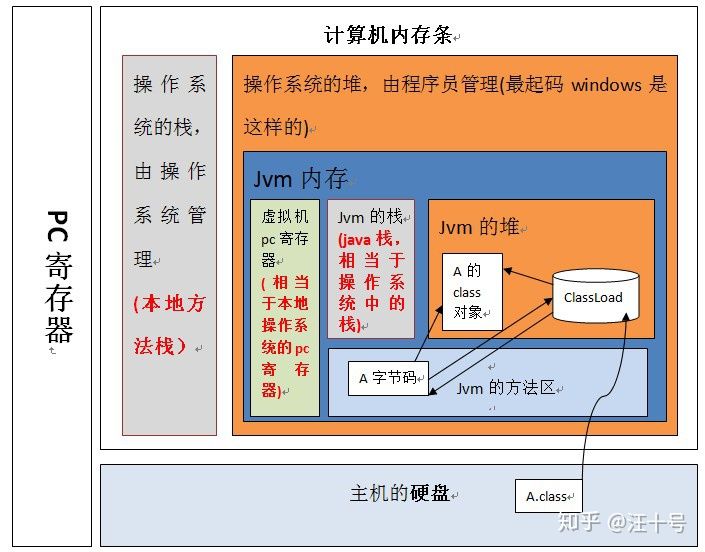 计算机内存条
PC寄存器
操作系
统的栈，
由操作
系统管
理
(本地方
法栈）
操作系统的堆，由程序员管理(最起码 windows 是
这样的)
Jvm 内存
虚拟机
pc 寄存
器
(相当
于本地
操作系
统的pc
寄存
器)
Jvm 的栈
(java 栈，
相当于
操作系
统中的
栈)
Jvm 的堆
A 的
class
对象
ClassLoad
A 字节码
Jvm 的方法区
主机的硬盘
A.class
知乎 @汪十号